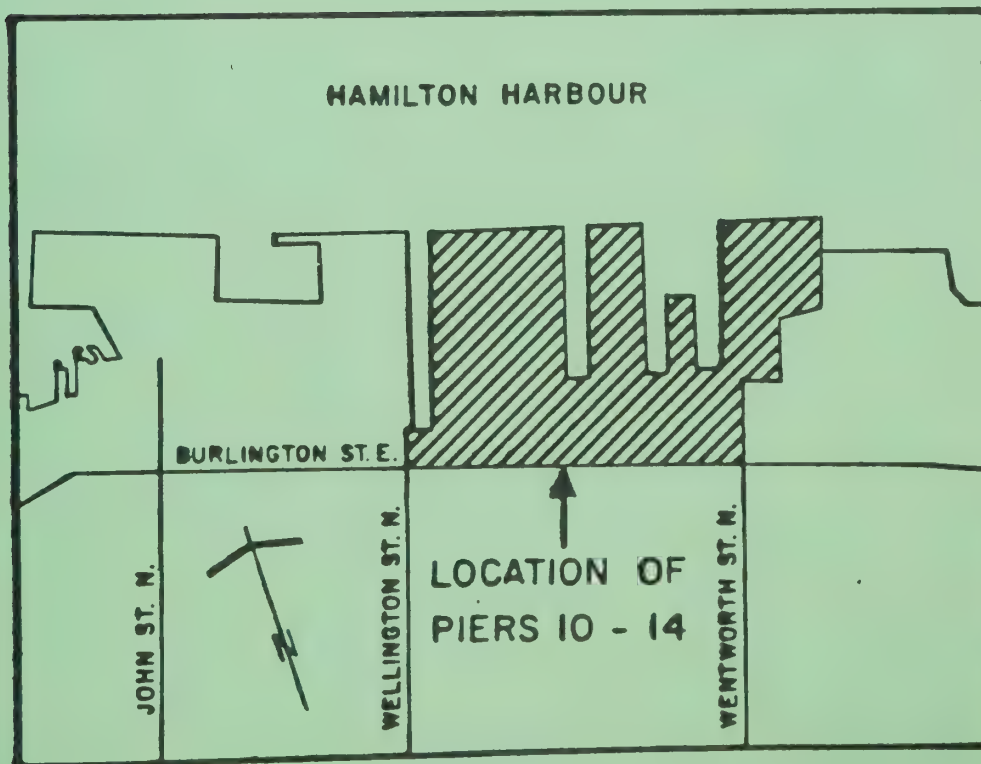 HAMILTON HARBOUR
BURLINGTON ST. E.
JOHN ST. N.
WELLINGTON ST. N.
WENTWORTH ST. N.
N
LOCATION OF
PIERS 10 - 14